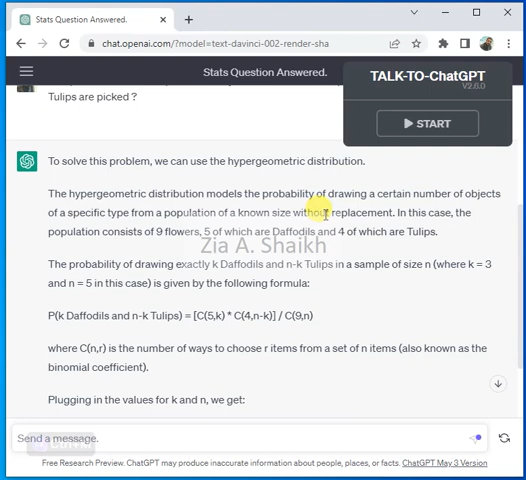 Stats Question Answered.
chat.openai.com/?model=text-davinci-002-render-sha
Stats Question Answered.
TALK-TO-ChatGPT
V2.6.0
START
Tulips are picked ?
To solve this problem, we can use the hypergeometric distribution.
The hypergeometric distribution models the probability of drawing a certain number of objects
of a specific type from a population of a known size without replacement. In this case, the
population consists of 9 flowers, 5 of which are Daffodils and 4 of which are Tulips.
Zia A. Shaikh
The probability of drawing exactly k Daffodils and n-k Tulips in a sample of size n (where k = 3
and n = 5 in this case) is given by the following formula:
P(k Daffodils and n-k Tulips) = [C(5,k) * C(4,n-k)] / C(9,n)
where C(n,r) is the number of ways to choose r items from a set of n items (also known as the
binomial coefficient).
Plugging in the values for k and n, we get:
Send a message.
Free Research Preview. ChatGPT may produce inaccurate information about people, places, or facts. ChatGPT May 3 Version